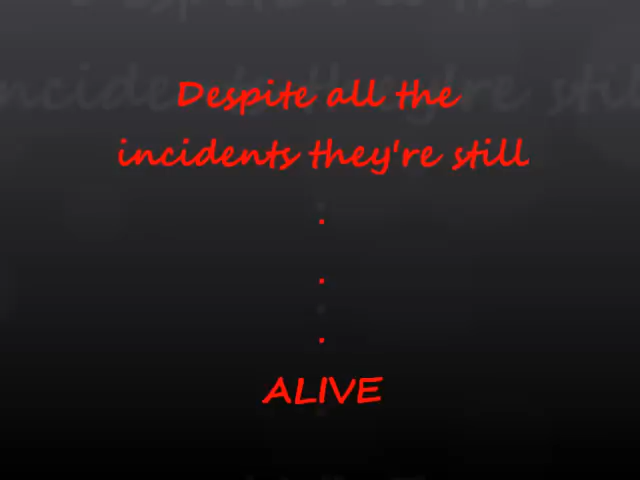 Despite all the
incidents they're still
.
.
.
ALIVE